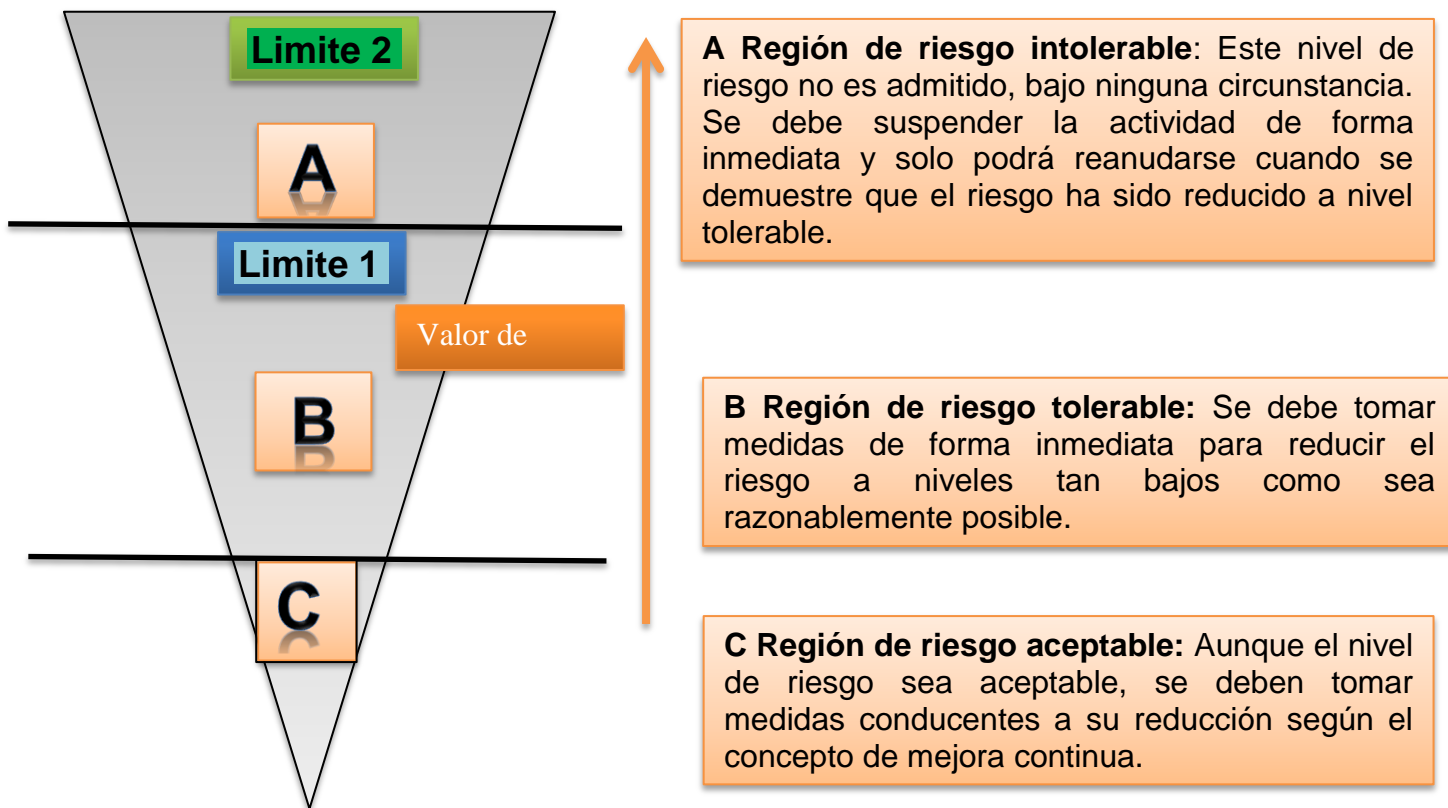 Limite 2
A
Limite 1
Valor de
B
C
A Región de riesgo intolerable: Este nivel de
riesgo no es admitido, bajo ninguna circunstancia.
Se debe suspender la actividad de forma
inmediata y solo podrá reanudarse cuando se
demuestre que el riesgo ha sido reducido a nivel
tolerable.
B Región de riesgo tolerable: Se debe tomar
medidas de forma inmediata para reducir el
riesgo a niveles tan bajos como sea
razonablemente posible.
C Región de riesgo aceptable: Aunque el nivel
de riesgo sea aceptable, se deben tomar
medidas conducentes a su reducción según el
concepto de mejora continua.